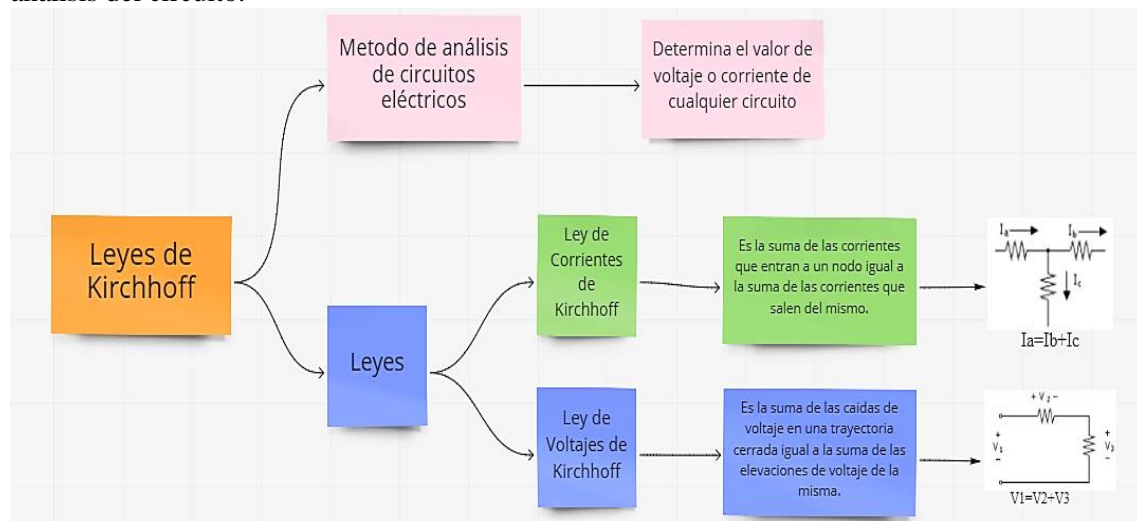 análisis del circuito.
Metodo de análisis
de circuitos
eléctricos
Determina el valor de
voltaje o corriente de
cualquier circuito
Leyes de
Kirchhoff
Leyes
Ley de
Corrientes
de
Kirchhoff
Es la suma de las corrientes
que entran a un nodo igual a
la suma de las corrientes que
salen del mismo.
Ia Ib
Ic
Ia=Ib+Ic
Ley de
Voltajes de
Kirchhoff
Es la suma de las caidas de
voltaje en una trayectoria
cerrada igual a la suma de las
elevaciones de voltaje de la
misma.
+ V2 -
+ +
V1 V3
- -
V1=V2+V3